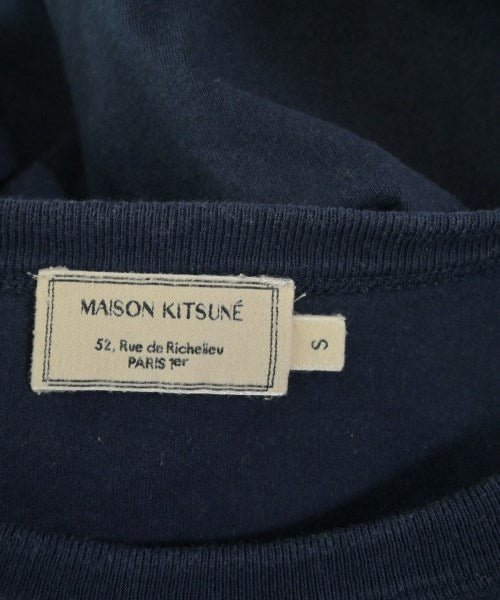 MAISON KITSUNÉ
52, Rue de Richelieu
PARIS 1er
S